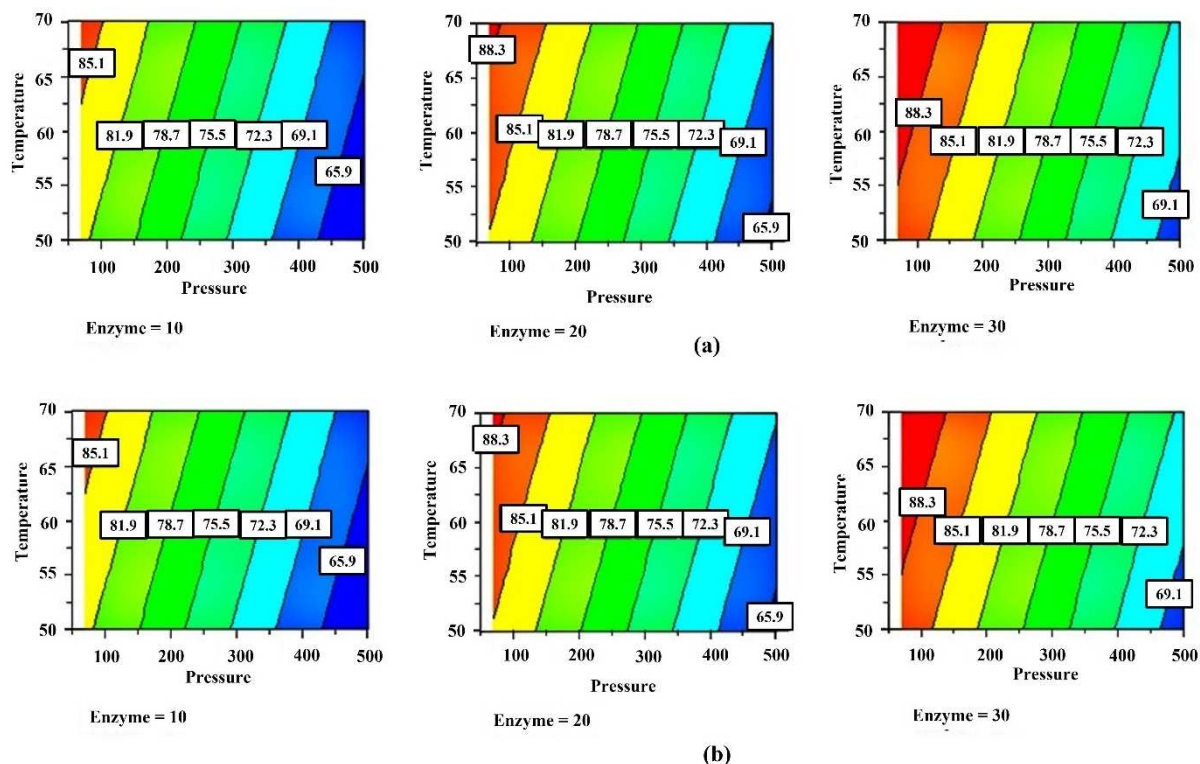 70
65
60
55
50
Temperature
85.1
81.9 78.7 75.5 72.3 69.1
65.9
100 200 300 400 500
Pressure
Enzyme = 10
70
65
60
55
50
Temperature
88.3
85.1 81.9 78.7 75.5 72.3 69.1
65.9
100 200 300 400 500
Pressure
Enzyme = 20
70
65
60
55
50
Temperature
88.3
85.1 81.9 78.7 75.5 72.3
69.1
100 200 300 400 500
Pressure
Enzyme = 30
(a)
70
65
60
55
50
Temperature
85.1
81.9 78.7 75.5 72.3 69.1
65.9
100 200 300 400 500
Pressure
Enzyme = 10
70
65
60
55
50
Temperature
88.3
85.1 81.9 78.7 75.5 72.3 69.1
65.9
100 200 300 400 500
Pressure
Enzyme = 20
70
65
60
55
50
Temperature
88.3
85.1 81.9 78.7 75.5 72.3
69.1
100 200 300 400 500
Pressure
Enzyme = 30
(b)